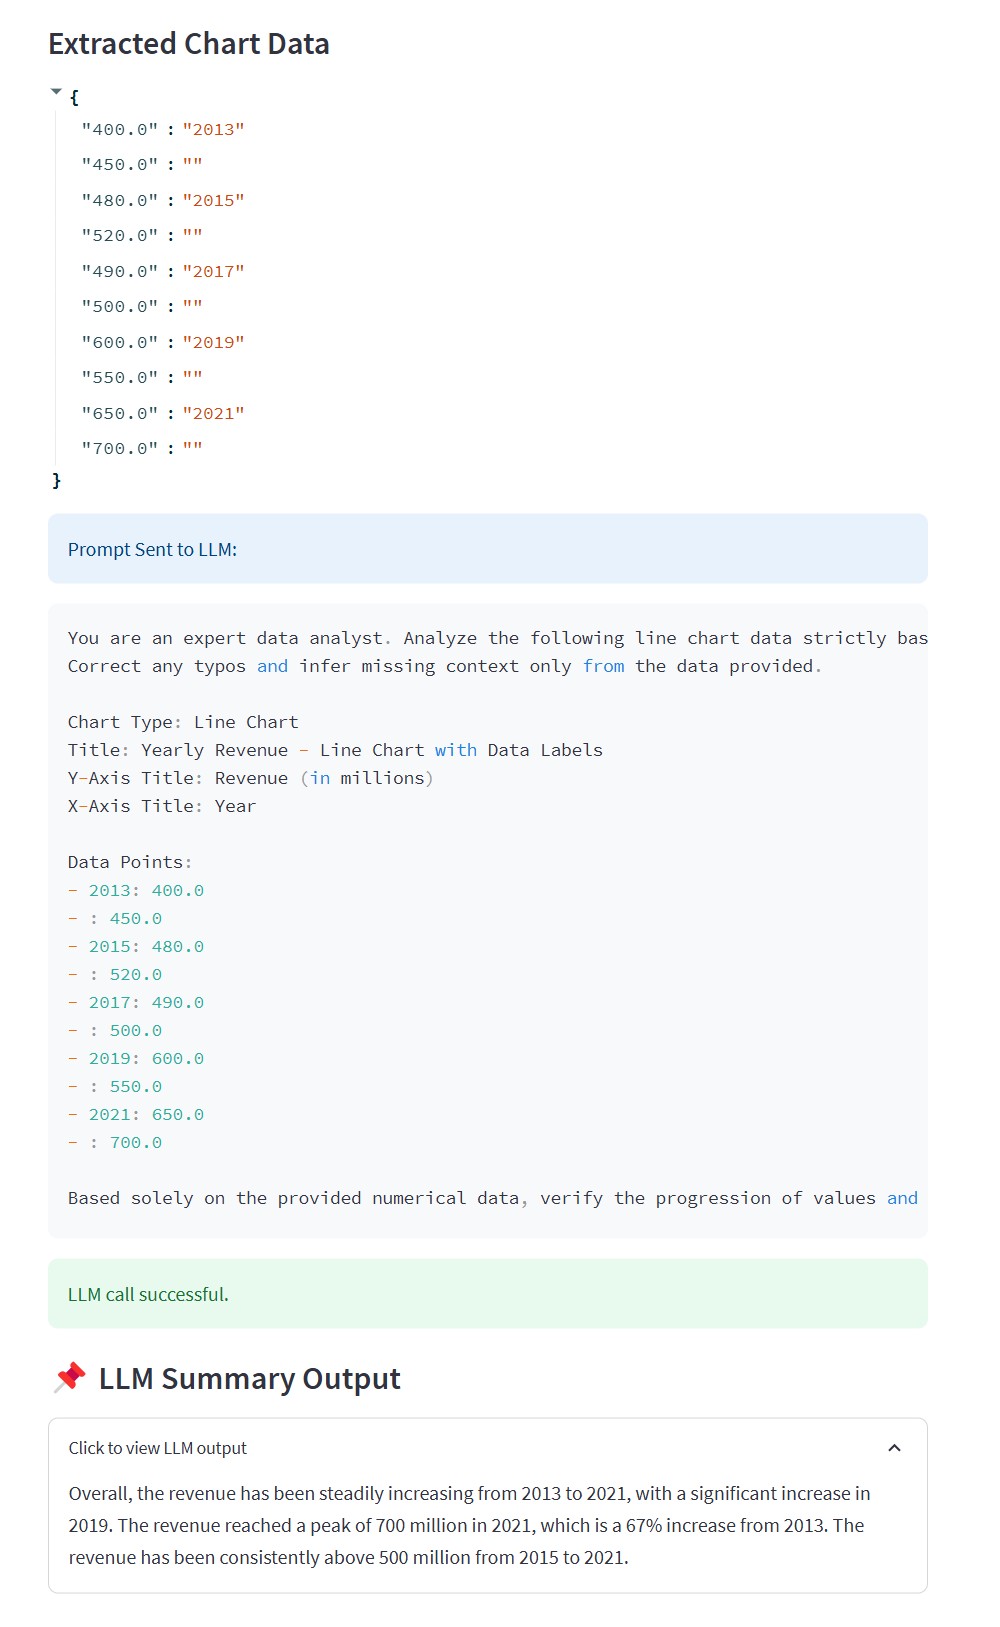 Extracted Chart Data
{
"400.0" : "2013"
"450.0" : ""
"480.0" : "2015"
"520.0" : ""
"490.0" : "2017"
"500.0" : ""
"600.0" : "2019"
"550.0" : ""
"650.0" : "2021"
"700.0" : ""
}
Prompt Sent to LLM:
You are an expert data analyst. Analyze the following line chart data strictly bas
Correct any typos and infer missing context only from the data provided.
Chart Type: Line Chart
Title: Yearly Revenue - Line Chart with Data Labels
Y-Axis Title: Revenue (in millions)
X-Axis Title: Year
Data Points:
- 2013: 400.0
- : 450.0
- 2015: 480.0
- : 520.0
- 2017: 490.0
- : 500.0
- 2019: 600.0
- : 550.0
- 2021: 650.0
- : 700.0
Based solely on the provided numerical data, verify the progression of values and
LLM call successful.
LLM Summary Output
Click to view LLM output
Overall, the revenue has been steadily increasing from 2013 to 2021, with a significant increase in
2019. The revenue reached a peak of 700 million in 2021, which is a 67% increase from 2013. The
revenue has been consistently above 500 million from 2015 to 2021.